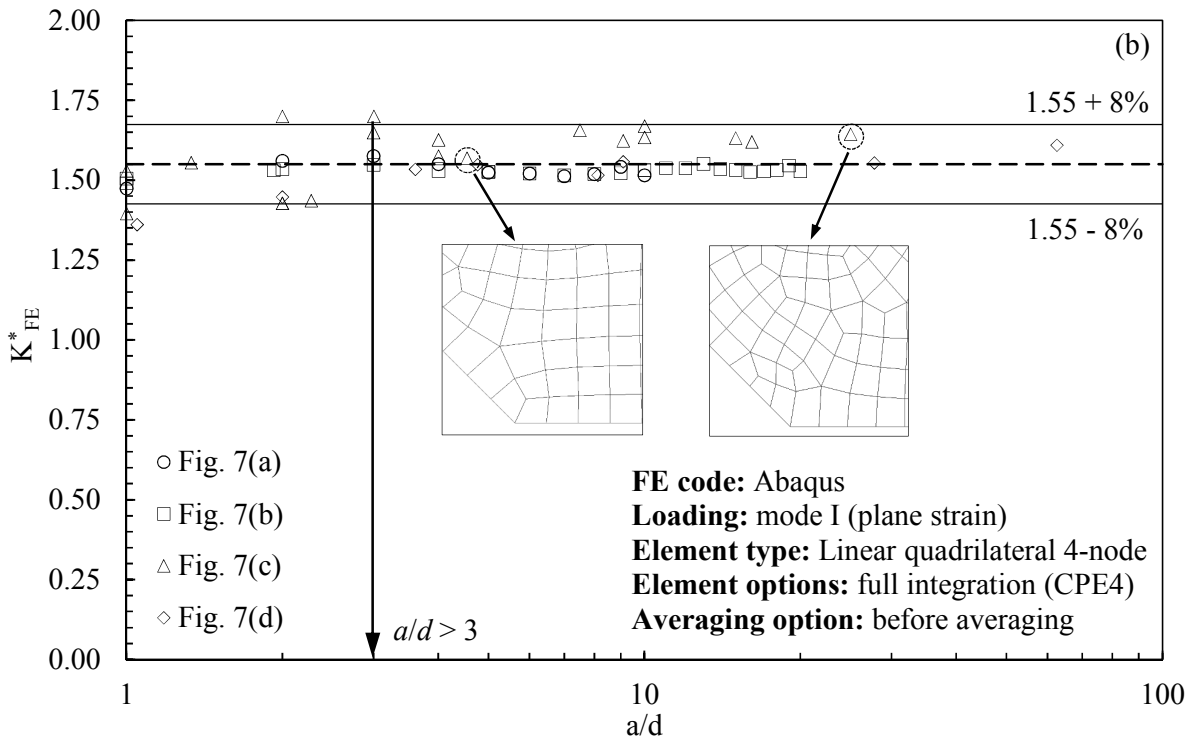 2.00
(b)
1.75
1.55 + 8%
1.50
1.55 - 8%
1.25
K*FE
1.00
0.75
Fig. 7(a)
FE code: Abaqus
0.50
Fig. 7(b)
Loading: mode I (plane strain)
Element type: Linear quadrilateral 4-node
Fig. 7(c)
Element options: full integration (CPE4)
0.25
Fig. 7(d)
Averaging option: before averaging
a/d > 3
0.00
1 10 100
a/d